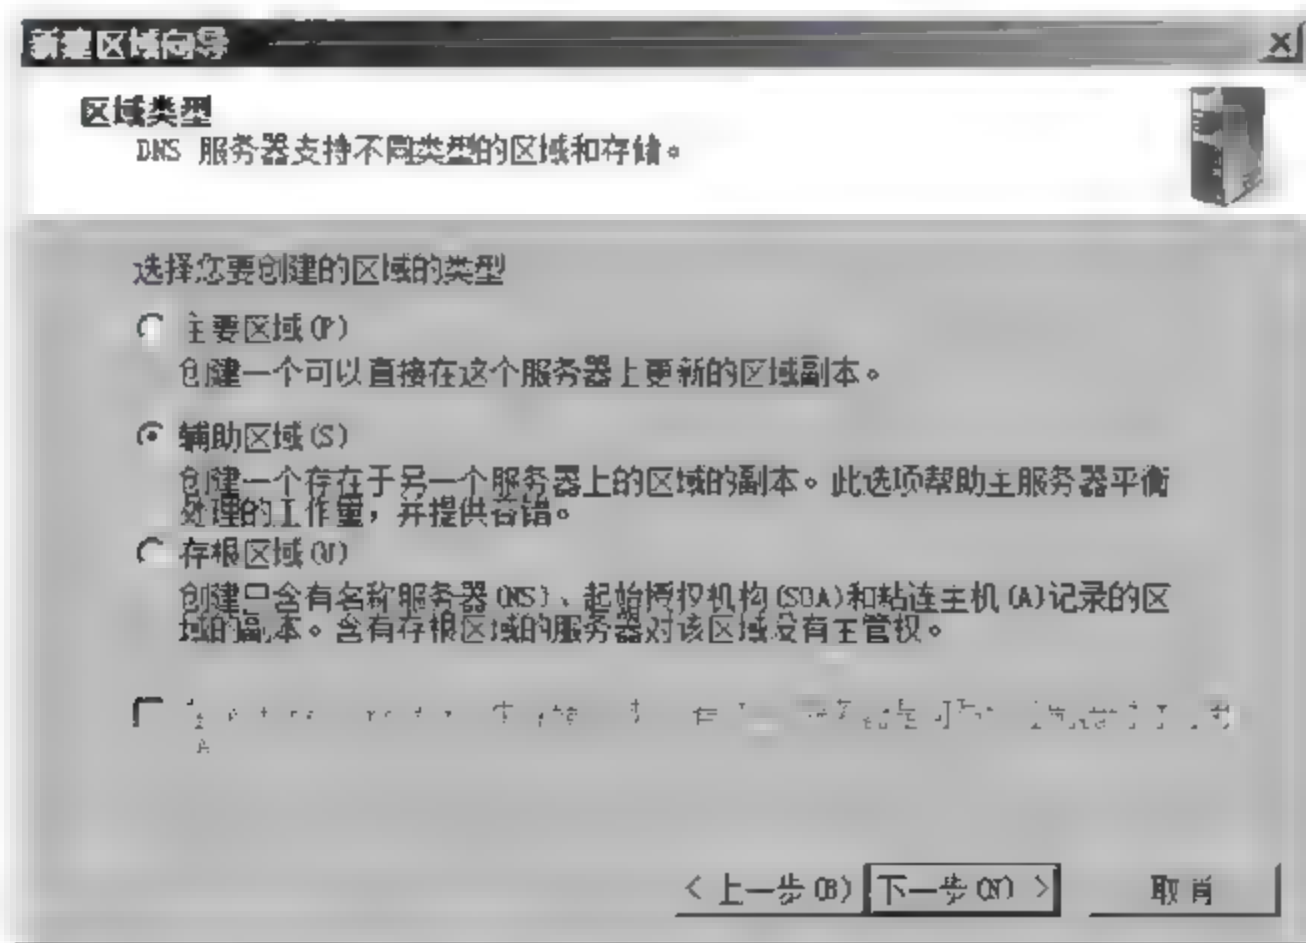 新建区域向导
区域类型
DNS 服务器支持不同类型的区域和存储。
选择您要创建的区域的类型
主要区域(P)
创建一个可以直接在这个服务器上更新的区域副本。
辅助区域(S)
创建一个存在于另一个服务器上的区域的副本。此选项帮助主服务器平衡
处理的工作量，并提供容错。
存根区域(U)
创建只含有名称服务器(NS)、起始授权机构(SOA)和粘连主机(A)记录的区
域的副本。含有存根区域的服务器对该区域没有主管权。
< 上一步(B)
下一步(N) >
取消